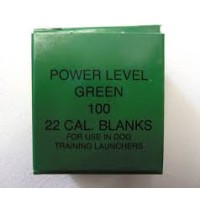 POWER LEVEL
GREEN
100
22 CAL. BLANKS
FOR USE IN DOG
TRAINING LAUNCHERS